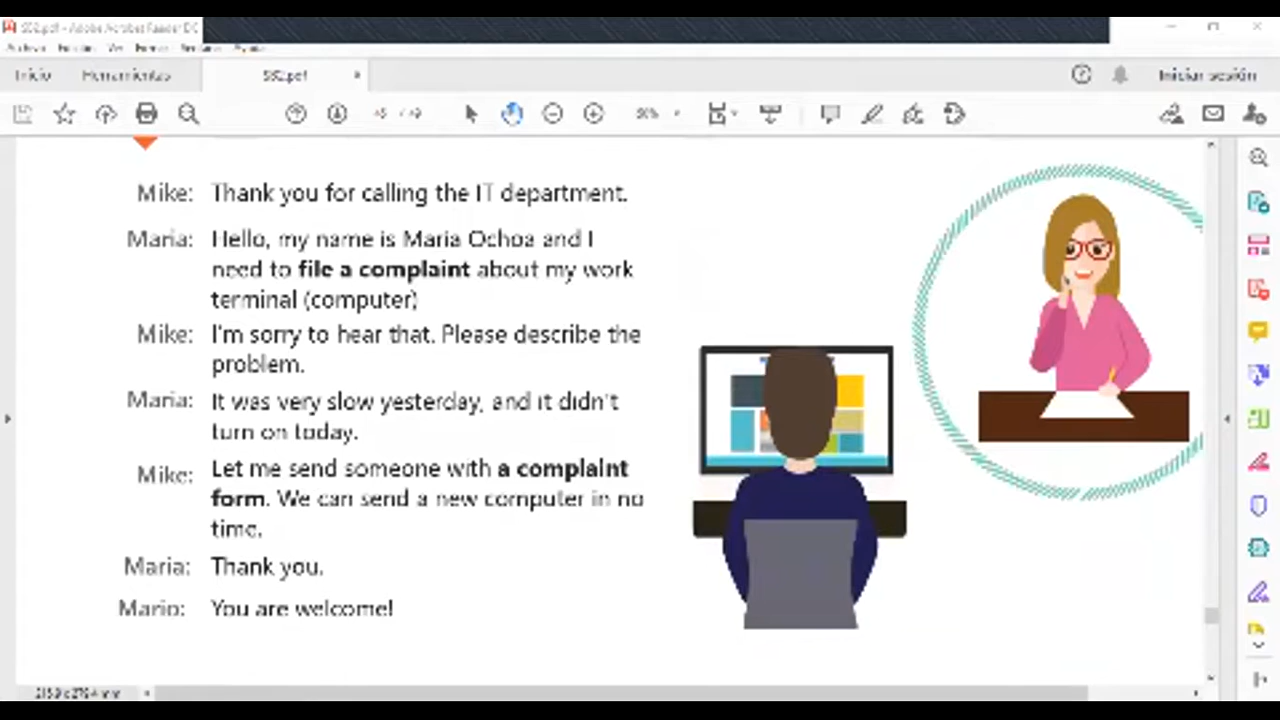 Inicio Herramientas SB2.pdf Iniciar sesión
Mike: Thank you for calling the IT department.
Maria: Hello, my name is Maria Ochoa and I
need to file a complaint about my work
terminal (computer)
Mike: I'm sorry to hear that. Please describe the
problem.
Maria: It was very slow yesterday, and it didn't
turn on today.
Mike: Let me send someone with a complaint
form. We can send a new computer in no
time.
Maria: Thank you.
Mario: You are welcome!